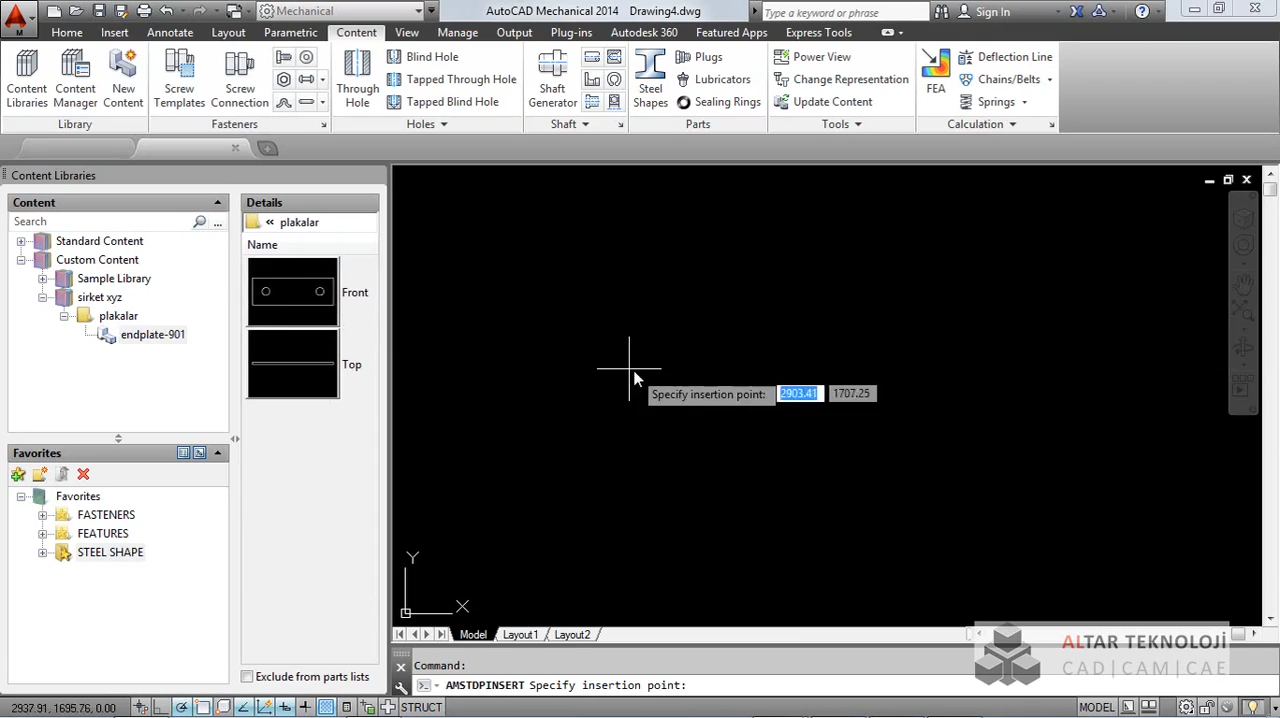 Mechanical
AutoCAD Mechanical 2014 Drawing4.dwg
Type a keyword or phrase
Sign In
M
Home Insert Annotate Layout Parametric Content View Manage Output Plug-ins Autodesk 360 Featured Apps Express Tools
Content Libraries
Content Manager
New Content
Library
Screw Templates
Screw Connection
Fasteners
Through Hole
Blind Hole
Tapped Through Hole
Tapped Blind Hole
Holes
Shaft Generator
Shaft
Steel Shapes
Plugs
Lubricators
Sealing Rings
Parts
Power View
Change Representation
Update Content
Tools
FEA
Deflection Line
Chains/Belts
Springs
Calculation
Content Libraries
Content
Search
...
Standard Content
Custom Content
Sample Library
sirket xyz
plakalar
endplate-901
Details
« plakalar
Name
Front
Top
Favorites
Favorites
FASTENERS
FEATURES
STEEL SHAPE
Exclude from parts lists
Specify insertion point: 2903.41 1707.25
Y
X
Model Layout1 Layout2
Command:
AMSTDPINSERT Specify insertion point:
ALTAR TEKNOLOJİ
CAD|CAM|CAE
2937.91, 1695.76, 0.00
STRUCT
MODEL